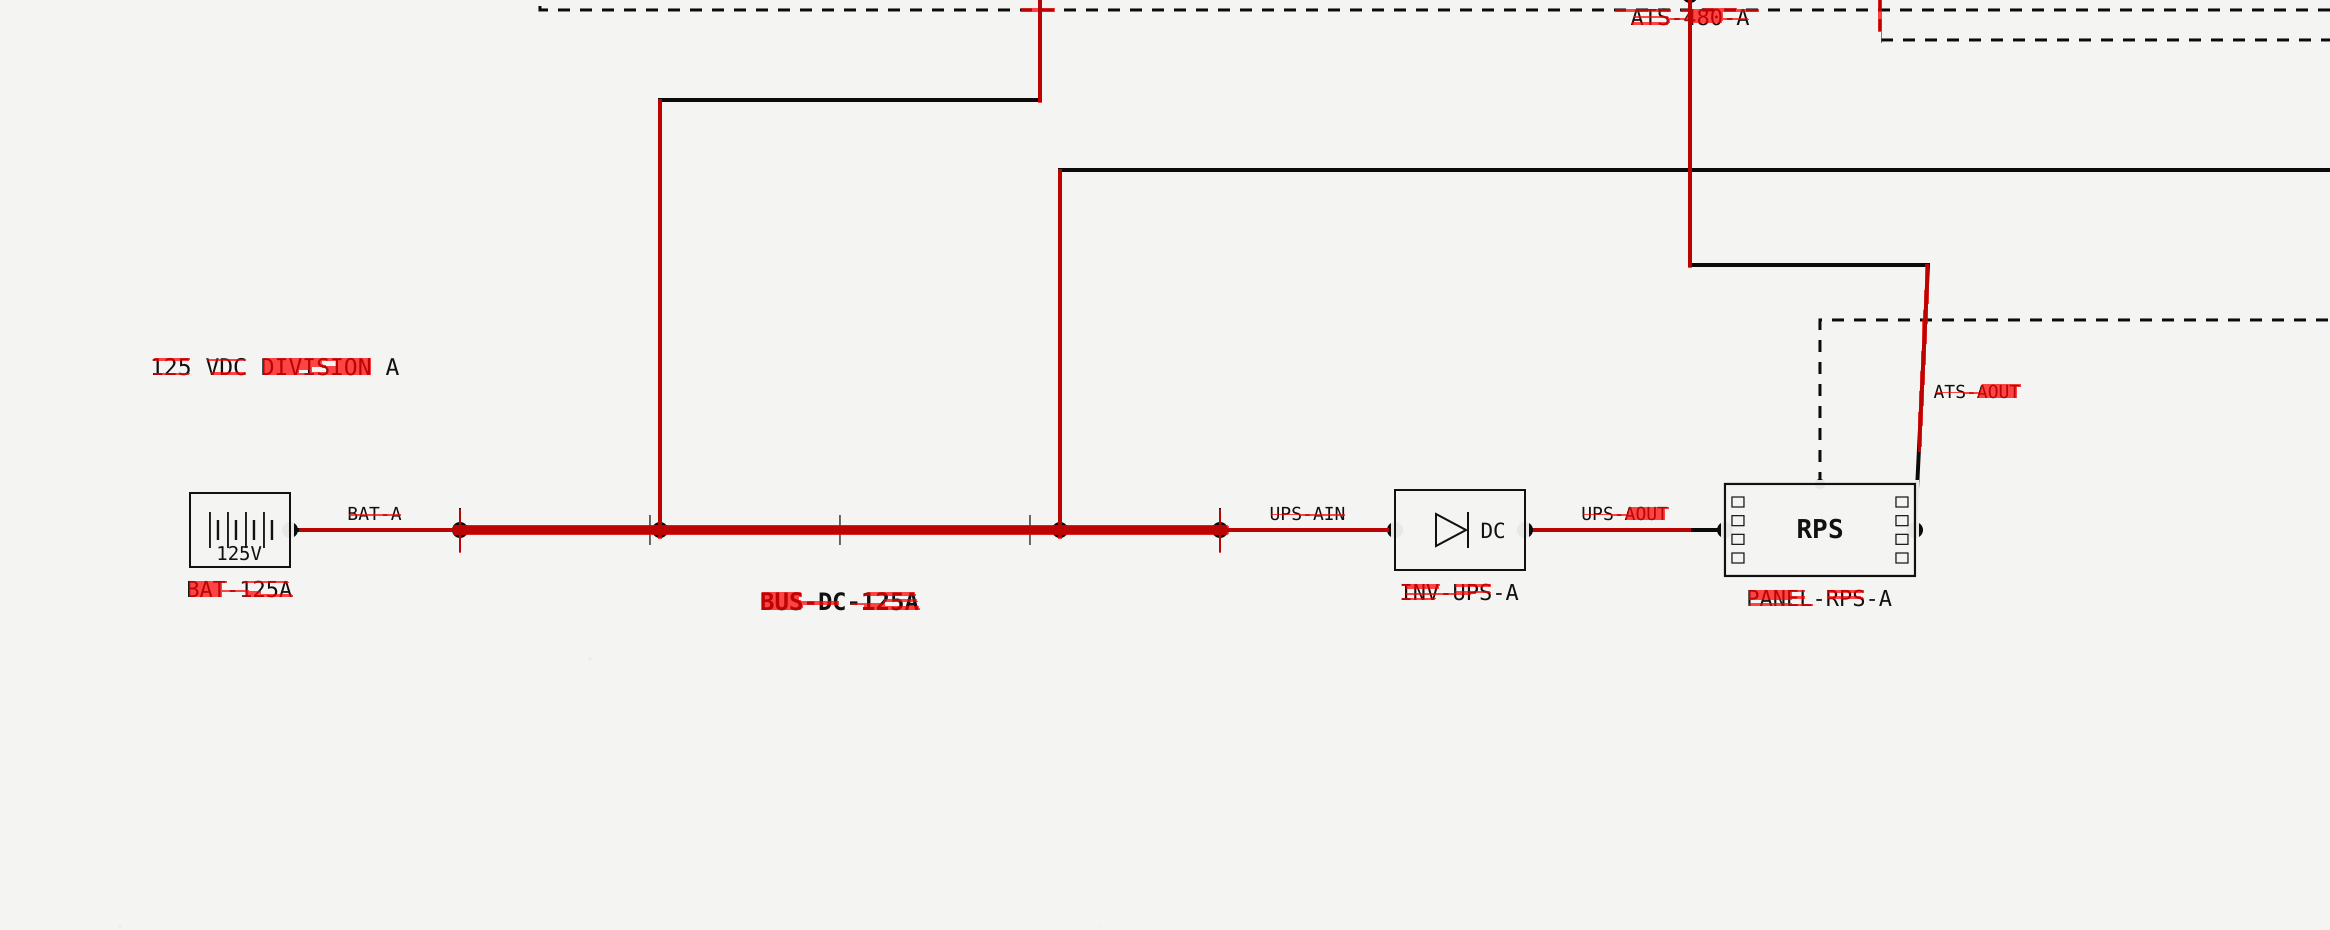 ATS-480-A
125 VDC DIVISION A
ATS-AOUT
BAT-A
UPS-AIN
UPS-AOUT
125V
DC
RPS
BAT-125A
BUS-DC-125A
INV-UPS-A
PANEL-RPS-A